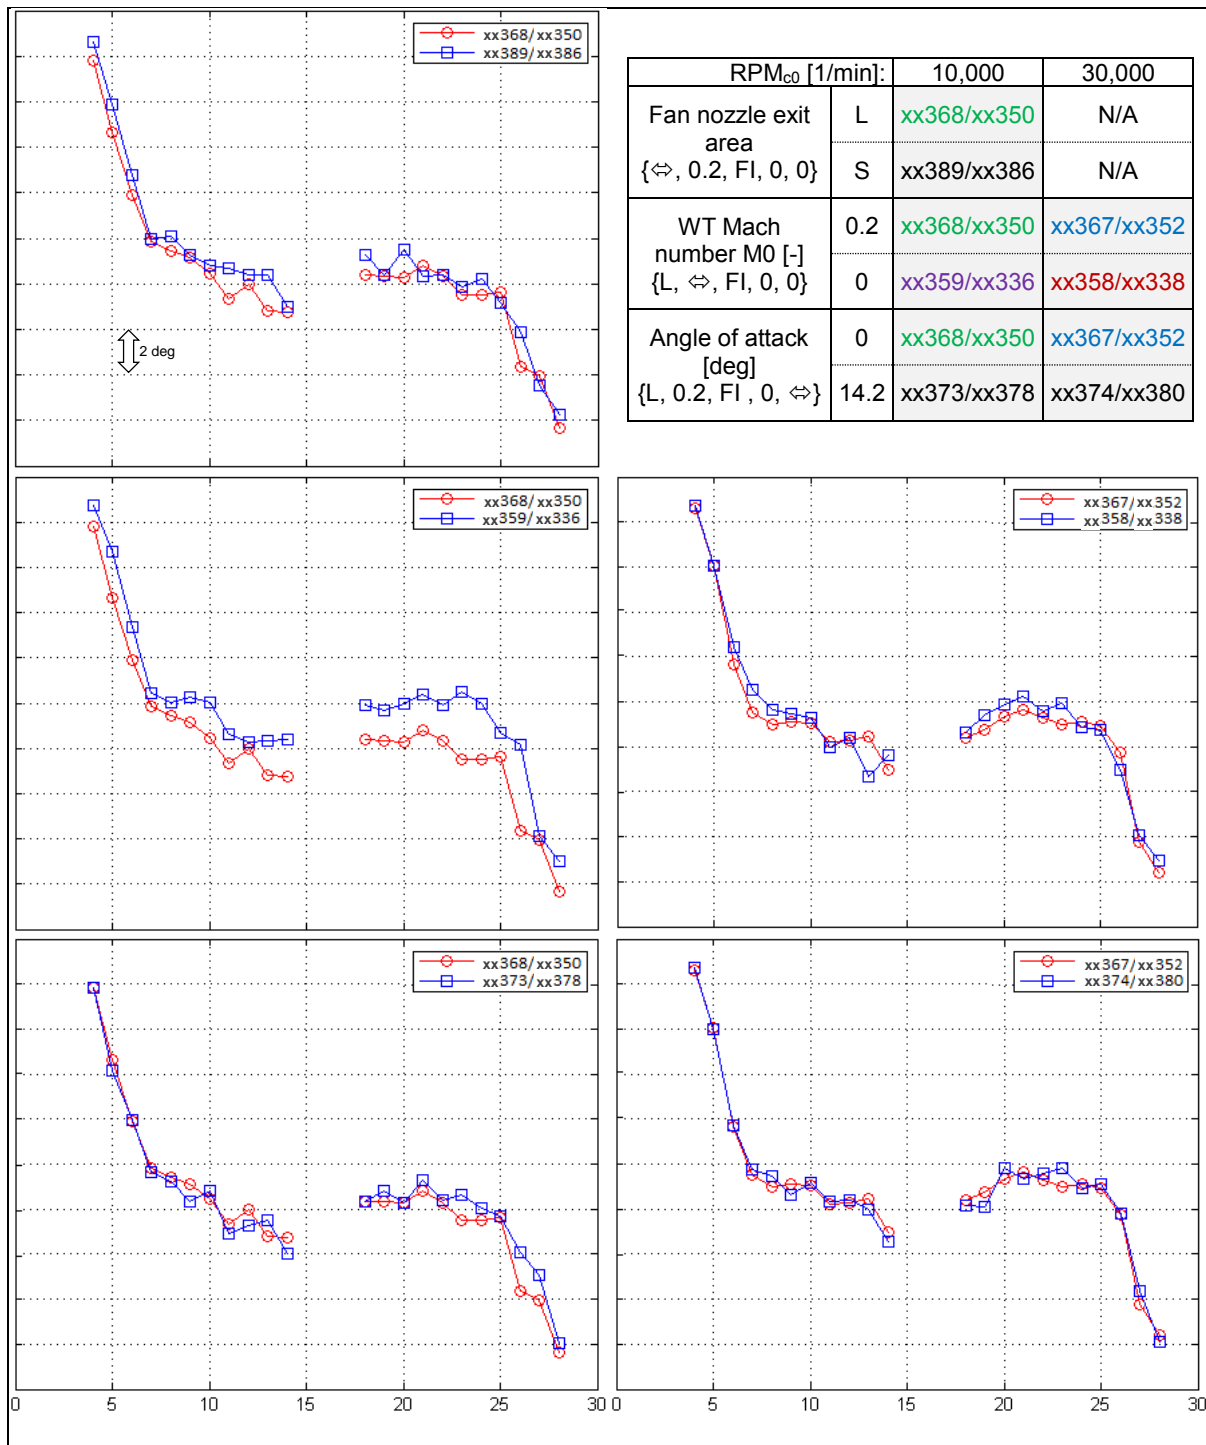 xx368/xx350
xx389/xx386
2 deg
RPMc0 [1/min]: 10,000 30,000
Fan nozzle exit area {⇔, 0.2, FI, 0, 0} L xx368/xx350 N/A
S xx389/xx386 N/A
WT Mach number M0 [-] {L, ⇔, FI, 0, 0} 0.2 xx368/xx350 xx367/xx352
0 xx359/xx336 xx358/xx338
Angle of attack [deg] {L, 0.2, FI , 0, ⇔} 0 xx368/xx350 xx367/xx352
14.2 xx373/xx378 xx374/xx380
xx368/xx350
xx359/xx336
xx367/xx352
xx358/xx338
xx368/xx350
xx373/xx378
xx367/xx352
xx374/xx380
0 5 10 15 20 25 30
0 5 10 15 20 25 30